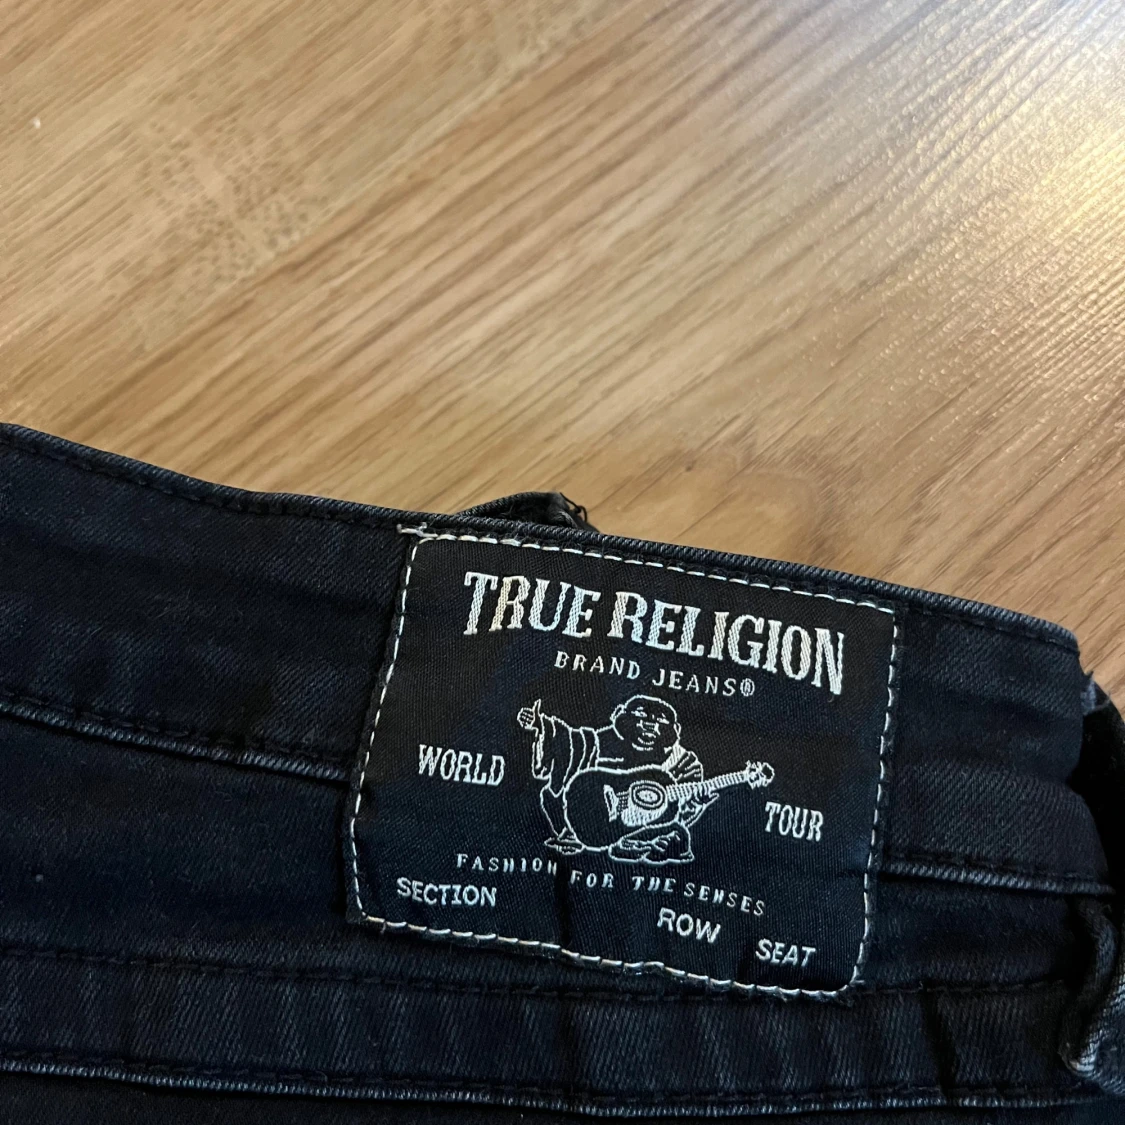 TRUE RELIGION
BRAND JEANS®
WORLD TOUR
FASHION FOR THE SENSES
SECTION ROW SEAT